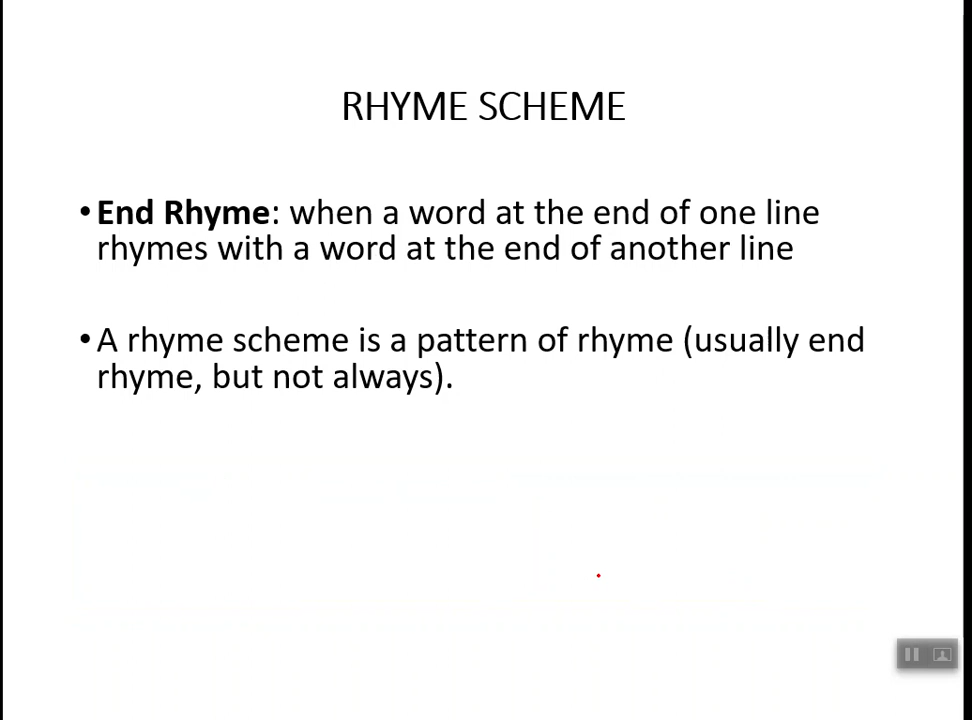 RHYME SCHEME
•End Rhyme: when a word at the end of one line
rhymes with a word at the end of another line
•A rhyme scheme is a pattern of rhyme (usually end
rhyme, but not always).